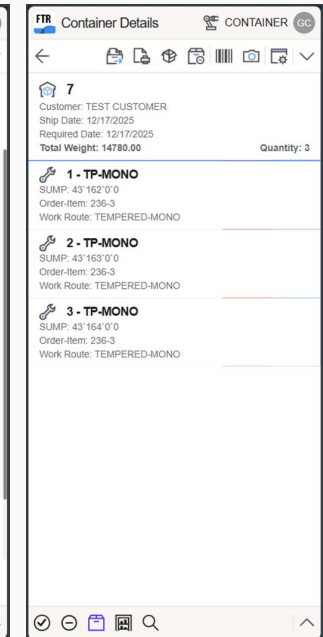 FTR Container Details CONTAINER GC
7
Customer: TEST CUSTOMER
Ship Date: 12/17/2025
Required Date: 12/17/2025
Total Weight: 14780.00 Quantity: 3
1 - TP-MONO
SUMP: 43*162*0*0
Order-Item: 236-3
Work Route: TEMPERED-MONO
2 - TP-MONO
SUMP: 43*163*0*0
Order-Item: 236-3
Work Route: TEMPERED-MONO
3 - TP-MONO
SUMP: 43*164*0*0
Order-Item: 236-3
Work Route: TEMPERED-MONO